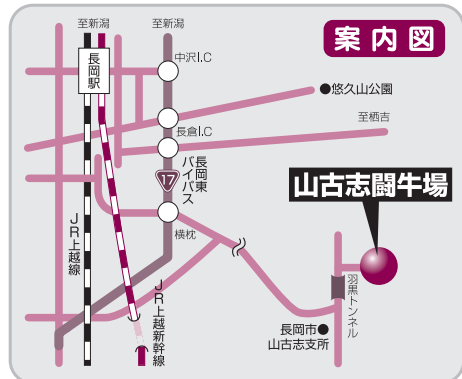 案内図
至新潟
至新潟
中沢I.C
長岡駅
●悠久山公園
至栖吉
長倉I.C
長岡東
バイパス
17
山古志闘牛場
横枕
JR上越線
JR上越新幹線
羽黒トンネル
長岡市●
山古志支所